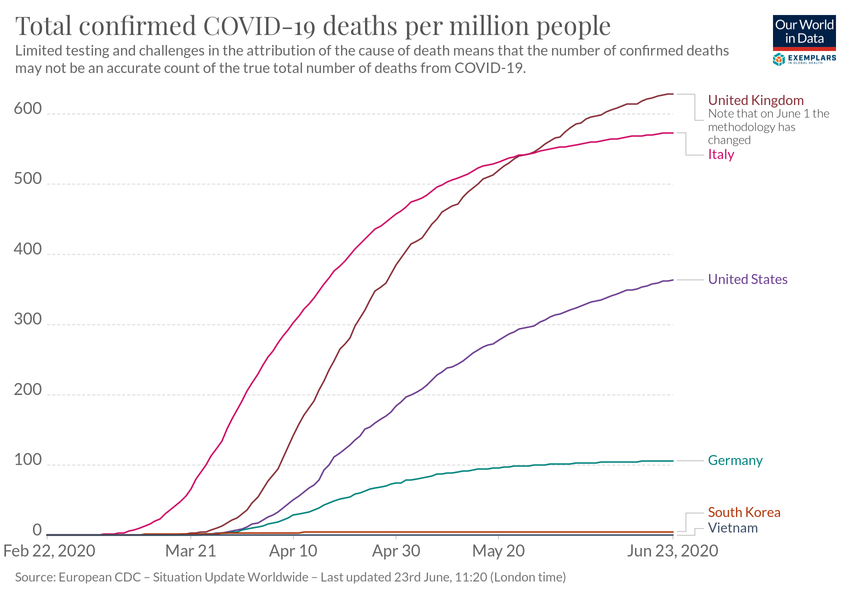 Total confirmed COVID-19 deaths per million people
Limited testing and challenges in the attribution of the cause of death means that the number of confirmed deaths
may not be an accurate count of the true total number of deaths from COVID-19.
Our World
in Data
EXEMPLARS
IN GLOBAL HEALTH
United Kingdom
Note that on June 1 the
methodology has
changed
Italy
United States
Germany
South Korea
Vietnam
600
500
400
300
200
100
0
Feb 22, 2020
Mar 21
Apr 10
Apr 30
May 20
Jun 23, 2020
Source: European CDC – Situation Update Worldwide – Last updated 23rd June, 11:20 (London time)